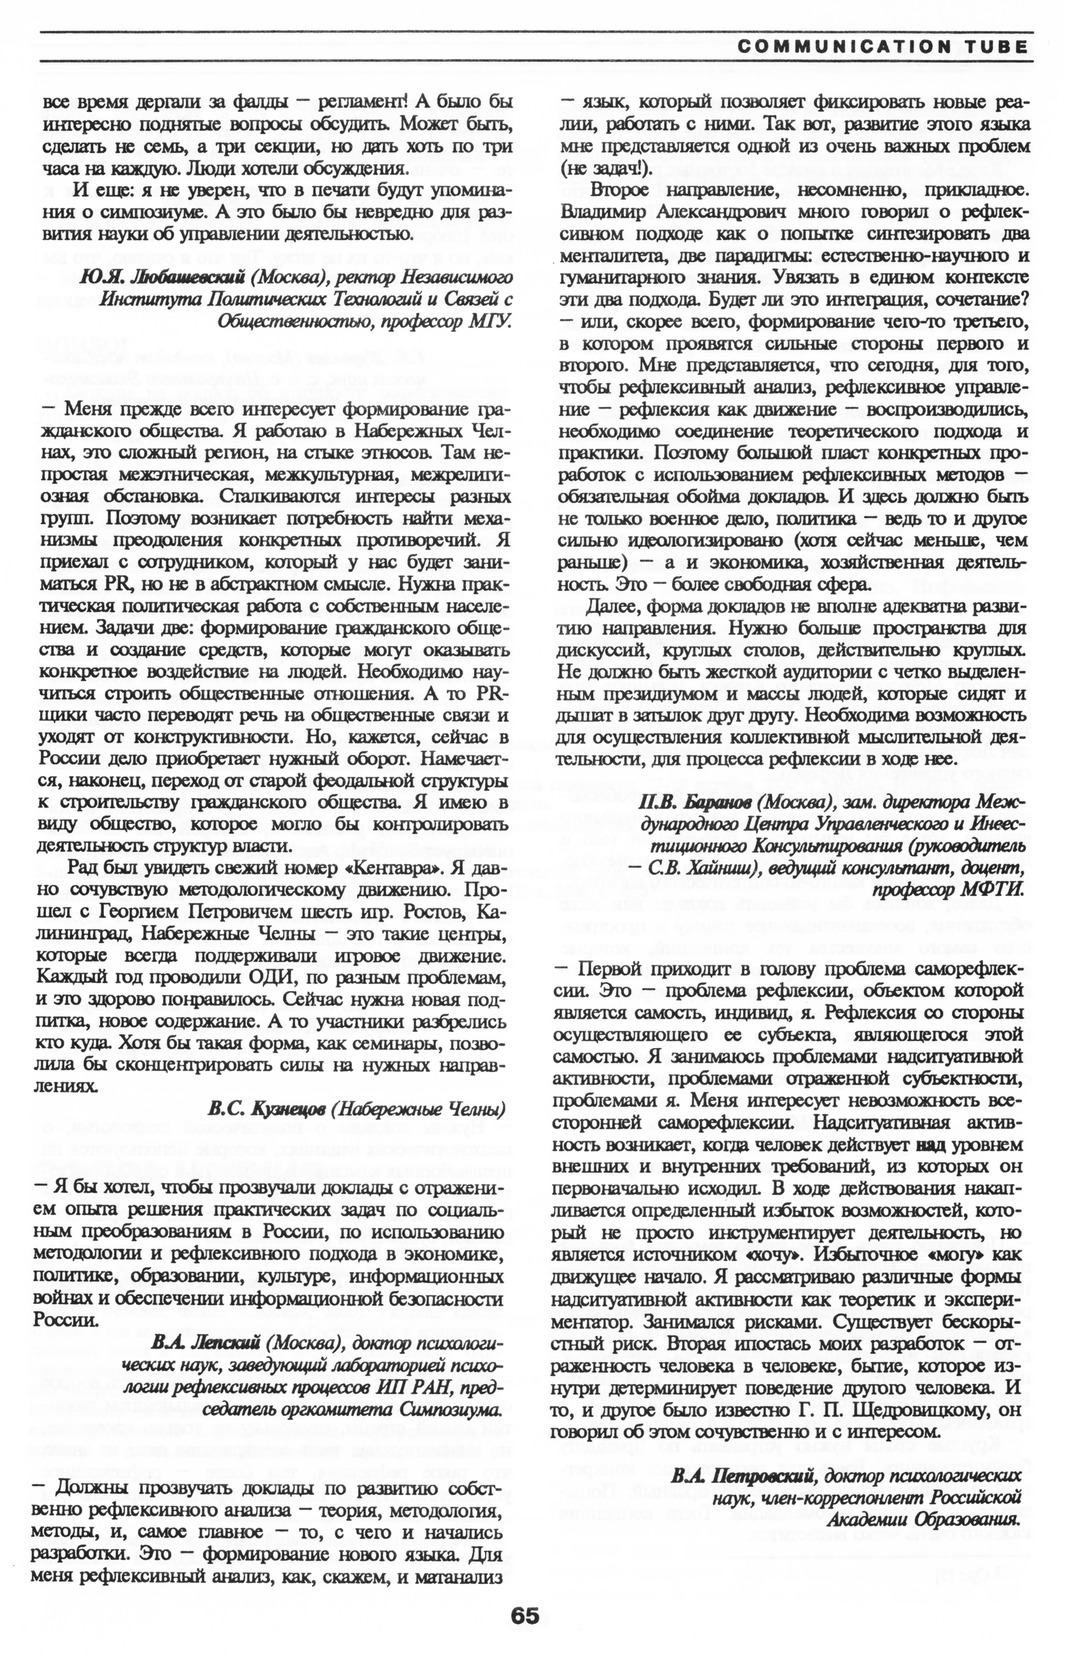 COMMUNICATION TUBE
все время дергали за фалды — регламент! А было бы
интересно поднятые вопросы обсудить. Может быть,
сделать не семь, а три секции, но дать хоть по три
часа на каждую. Люди хотели обсуждения.
И еще: я не уверен, что в печати будут упомина-
ния о симпозиуме. А это было бы невредно для раз-
вития науки об управлении деятельностью.
Ю.Я. Любашевский (Москва), ректор Независимого
Института Политических Технологий и Связей с
Общественностью, профессор МГУ.
— Меня прежде всего интересует формирование гра-
жданского общества. Я работаю в Набережных Чел-
нах, это сложный регион, на стыке этносов. Там не-
простая межэтническая, межкультурная, межрелиги-
озная обстановка. Сталкиваются интересы разных
групп. Поэтому возникает потребность найти меха-
низмы преодоления конкретных противоречий. Я
приехал с сотрудником, который у нас будет зани-
маться PR, но не в абстрактном смысле. Нужна прак-
тическая политическая работа с собственным населе-
нием. Задачи две: формирование гражданского обще-
ства и создание средств, которые могут оказывать
конкретное воздействие на людей. Необходимо нау-
читься строить общественные отношения. А то PR-
щики часто переводят речь на общественные связи и
уходят от конструктивности. Но, кажется, сейчас в
России дело приобретает нужный оборот. Намечает-
ся, наконец, переход от старой феодальной структуры
к строительству гражданского общества. Я имею в
виду общество, которое могло бы контролировать
деятельность структур власти.
Рад был увидеть свежий номер «Кентавра». Я дав-
но сочувствую методологическому движению. Про-
шел с Георгием Петровичем шесть игр. Ростов, Ка-
лининград, Набережные Челны — это такие центры,
которые всегда поддерживали игровое движение.
Каждый год проводили ОДИ, по разным проблемам,
и это здорово понравилось. Сейчас нужна новая под-
питка, новое содержание. А то участники разбрелись
кто куда. Хотя бы такая форма, как семинары, позво-
лила бы сконцентрировать силы на нужных направ-
лениях.
В.С. Кузнецов (Набережные Челны)
— Я бы хотел, чтобы прозвучали доклады с отражени-
ем опыта решения практических задач по социаль-
ным преобразованиям в России, по использованию
методологии и рефлексивного подхода в экономике,
политике, образовании, культуре, информационных
войнах и обеспечении информационной безопасности
России.
В.А. Лепский (Москва), доктор психологи-
ческих наук, заведующий лабораторией психо-
логии рефлексивных процессов ИП РАН, пред-
седатель оргкомитета Симпозиума.
— Должны прозвучать доклады по развитию собст-
венно рефлексивного анализа — теория, методология,
методы, и, самое главное — то, с чего и начались
разработки. Это — формирование нового языка. Для
меня рефлексивный анализ, как, скажем, и матанализ
— язык, который позволяет фиксировать новые реа-
лии, работать с ними. Так вот, развитие этого языка
мне представляется одной из очень важных проблем
(не задач!).
Второе направление, несомненно, прикладное.
Владимир Александрович много говорил о рефлек-
сивном подходе как о попытке синтезировать два
менталитета, две парадигмы: естественно-научного и
гуманитарного знания. Увязать в едином контексте
эти два подхода. Будет ли это интеграция, сочетание?
— или, скорее всего, формирование чего-то третьего,
в котором проявятся сильные стороны первого и
второго. Мне представляется, что сегодня, для того,
чтобы рефлексивный анализ, рефлексивное управле-
ние — рефлексия как движение — воспроизводились,
необходимо соединение теоретического подхода и
практики. Поэтому большой пласт конкретных про-
работок с использованием рефлексивных методов —
обязательная обойма докладов. И здесь должно быть
не только военное дело, политика — ведь то и другое
сильно идеологизировано (хотя сейчас меньше, чем
раньше) — а и экономика, хозяйственная деятель-
ность. Это — более свободная сфера.
Далее, форма докладов не вполне адекватна разви-
тию направления. Нужно больше пространства для
дискуссий, круглых столов, действительно круглых.
Не должно быть жесткой аудитории с четко выделен-
ным президиумом и массы людей, которые сидят и
дышат в затылок друг другу. Необходима возможность
для осуществления коллективной мыслительной дея-
тельности, для процесса рефлексии в ходе нее.
П.В. Баранов (Москва), зам. директора Меж-
дународного Центра Управленческого и Инвес-
тиционного Консультирования (руководитель
— С.В. Хайниш), ведущий консультант, доцент,
профессор МФТИ.
— Первой приходит в голову проблема саморефлек-
сии. Это — проблема рефлексии, объектом которой
является самость, индивид, я. Рефлексия со стороны
осуществляющего ее субъекта, являющегося этой
самостью. Я занимаюсь проблемами надситуативной
активности, проблемами отраженной субъектности,
проблемами я. Меня интересует невозможность все-
сторонней саморефлексии. Надситуативная актив-
ность возникает, когда человек действует над уровнем
внешних и внутренних требований, из которых он
первоначально исходил. В ходе действования накап-
ливается определенный избыток возможностей, кото-
рый не просто инструментирует деятельность, но
является источником «хочу». Избыточное «могу» как
движущее начало. Я рассматриваю различные формы
надситуативной активности как теоретик и экспери-
ментатор. Занимался рисками. Существует бескоры-
стный риск. Вторая ипостась моих разработок — от-
раженность человека в человеке, бытие, которое из-
нутри детерминирует поведение другого человека. И
то, и другое было известно Г. П. Щедровицкому, он
говорил об этом сочувственно и с интересом.
В.А. Петровский, доктор психологических
наук, член-корреспонлент Российской
Академии Образования.
65